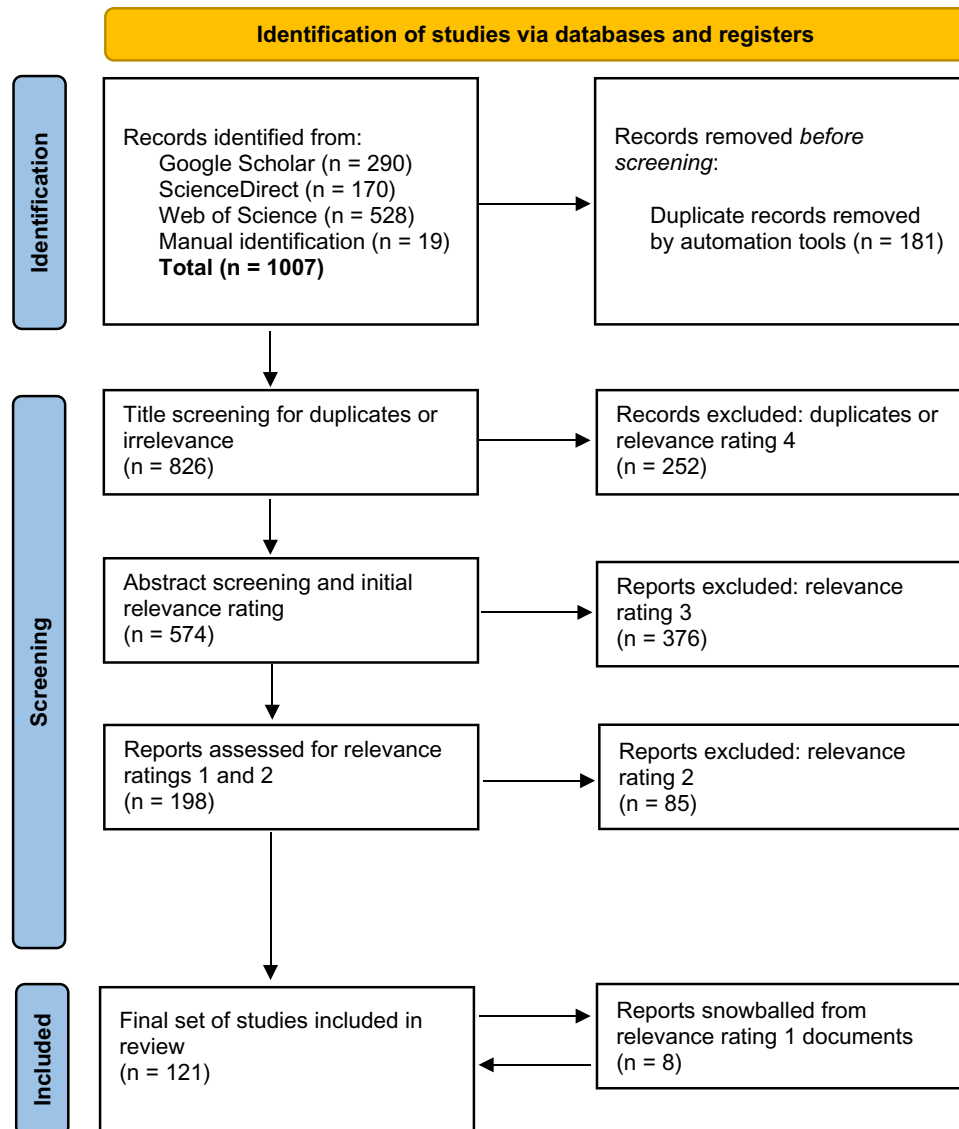 Identification of studies via databases and registers
Identification
Records identified from:
Google Scholar (n = 290)
ScienceDirect (n = 170)
Web of Science (n = 528)
Manual identification (n = 19)
Total (n = 1007)
Records removed before
screening:
Duplicate records removed
by automation tools (n = 181)
Screening
Title screening for duplicates or
irrelevance
(n = 826)
Records excluded: duplicates or
relevance rating 4
(n = 252)
Abstract screening and initial
relevance rating
(n = 574)
Reports excluded: relevance
rating 3
(n = 376)
Reports assessed for relevance
ratings 1 and 2
(n = 198)
Reports excluded: relevance
rating 2
(n = 85)
Included
Final set of studies included in
review
(n = 121)
Reports snowballed from
relevance rating 1 documents
(n = 8)